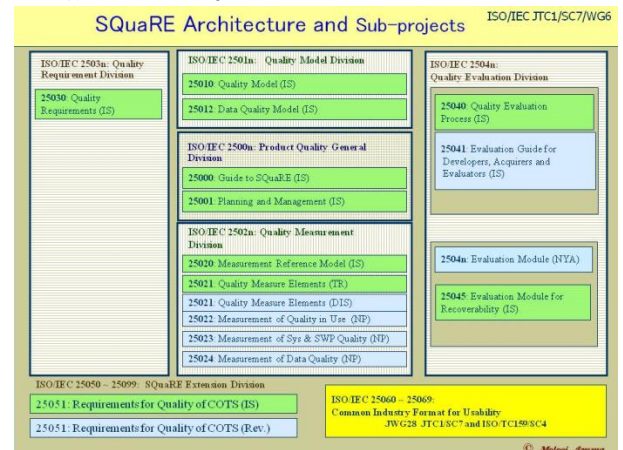 SQuaRE Architecture and Sub-projects
ISO/IEC JTC1/SC7/WG6
ISO/IEC 2503n: Quality
Requirement Division
25030: Quality
Requirements (IS)
ISO/IEC 2501n: Quality Model Division
25010: Quality Model (IS)
25012: Data Quality Model (IS)
ISO/IEC 2500n: Product Quality General
Division
25000: Guide to SQuaRE (IS)
25001: Planning and Management (IS)
ISO/IEC 2502n: Quality Measurement
Division
25020: Measurement Reference Model (IS)
25021: Quality Measure Elements (TR)
25021: Quality Measure Elements (DIS)
25022: Measurement of Quality in Use (NP)
25023: Measurement of Sys & SWP Quality (NP)
25024: Measurement of Data Quality (NP)
ISO/IEC 2504n:
Quality Evaluation Division
25040: Quality Evaluation
Process (IS)
25041: Evaluation Guide for
Developers, Acquirers and
Evaluators (IS)
2504n: Evaluation Module (NYA)
25045: Evaluation Module for
Recoverability (IS)
ISO/IEC 25050 – 25099: SQuaRE Extension Division
25051: Requirements for Quality of COTS (IS)
25051: Requirements for Quality of COTS (Rev.)
ISO/IEC 25060 – 25069:
Common Industry Format for Usability
JWG28 JTC1/SC7 and ISO/TC159/SC4
©